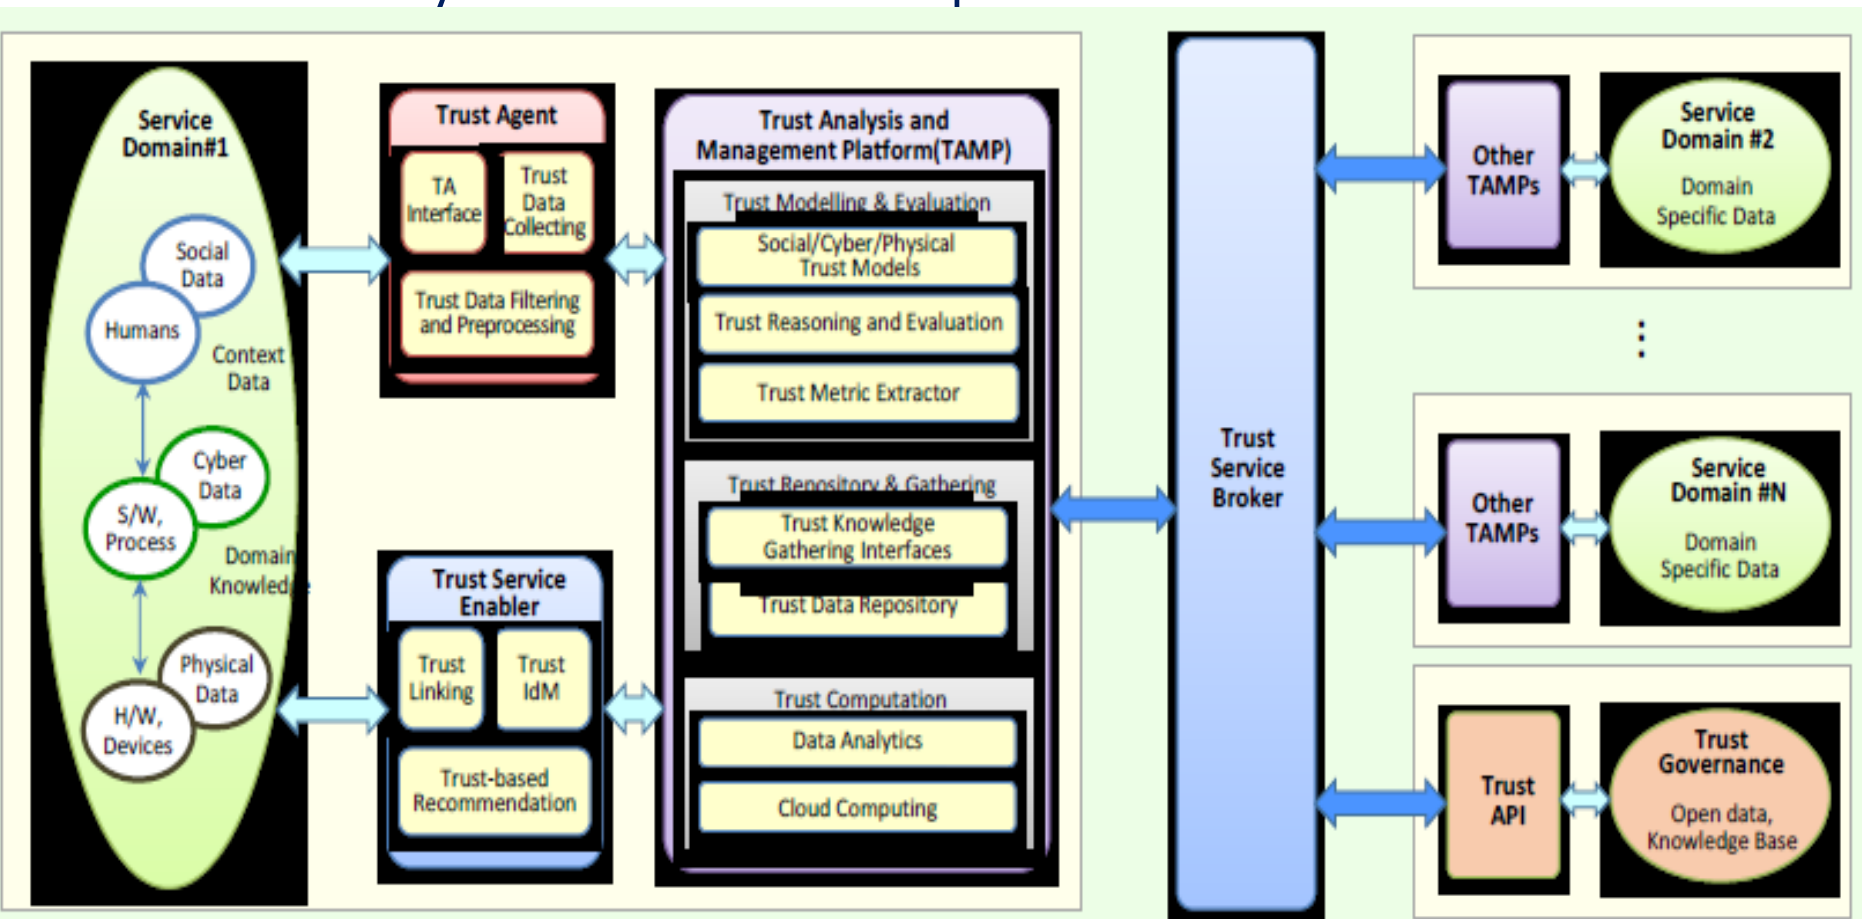 Service
Domain#1
Social
Data
Humans
Context
Data
Cyber
Data
S/W,
Process
Domain
Knowledge
Physical
Data
H/W,
Devices
Trust Agent
TA
Interface
Trust
Data
Collecting
Trust Data Filtering
and Preprocessing
Trust Service
Enabler
Trust
Linking
Trust
IdM
Trust-based
Recommendation
Trust Analysis and
Management Platform(TAMP)
Trust Modelling & Evaluation
Social/Cyber/Physical
Trust Models
Trust Reasoning and Evaluation
Trust Metric Extractor
Trust Repository & Gathering
Trust Knowledge
Gathering Interfaces
Trust Data Repository
Trust Computation
Data Analytics
Cloud Computing
Trust
Service
Broker
Other
TAMPs
Service
Domain #2
Domain
Specific Data
⋮
Other
TAMPs
Service
Domain #N
Domain
Specific Data
Trust
API
Trust
Governance
Open data,
Knowledge Base